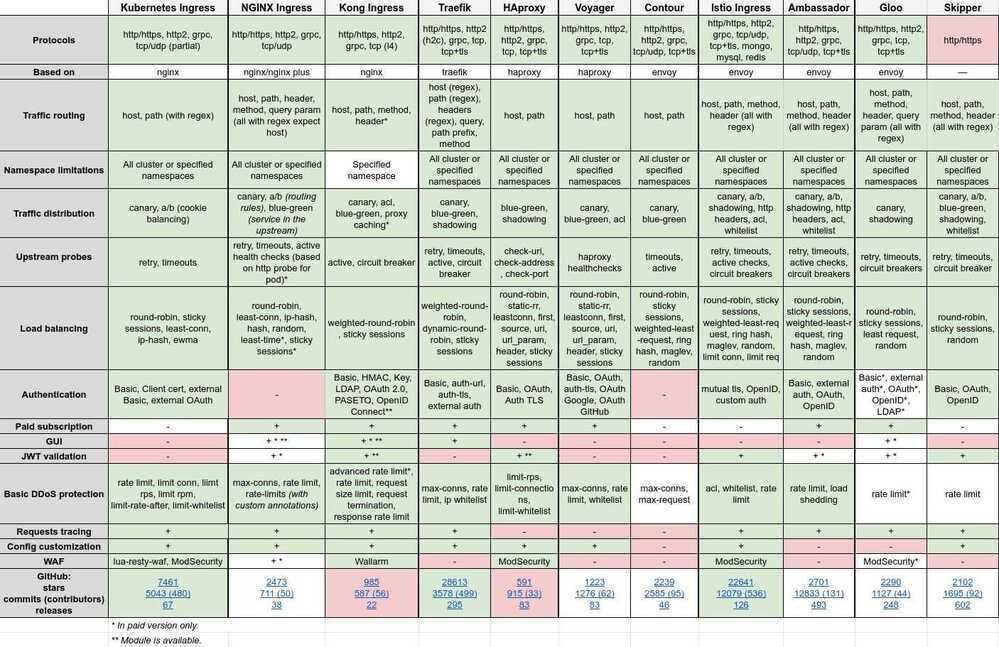 Kubernetes Ingress NGINX Ingress Kong Ingress Traefik HAproxy Voyager Contour Istio Ingress Ambassador Gloo Skipper
Protocols
http/https, http2, grpc,
tcp/udp (partial)
http/https, http2, grpc,
tcp/udp
http/https, http2,
grpc, tcp (l4)
http/https, http2
(h2c), grpc, tcp,
tcp+tls
http/https,
http2, grpc, tcp,
tcp+tls
http/https,
http2, grpc, tcp,
tcp+tls
http/https,
http2, grpc,
tcp/udp, tcp+tls
http/https, http2,
grpc, tcp/udp,
tcp+tls, mongo,
mysql, redis
http/https,
http2, grpc,
tcp/udp, tcp+tls
http/https,
http2, grpc, tcp,
tcp+tls
http/https
Based on nginx nginx/nginx plus nginx traefik haproxy haproxy envoy envoy envoy envoy —
Traffic routing
host, path (with regex)
host, path, header,
method, query param
(all with regex expect
host)
host, path, method,
header*
host (regex),
path (regex),
headers
(regex), query,
path prefix,
method
host, path
host, path
host, path
host, path, method,
header (all with
regex)
host, path,
method, header
(all with regex)
host, path,
method,
header, query
param (all with
regex)
host, path,
method, header
(all with regex)
Namespace limitations
All cluster or specified
namespaces
All cluster or specified
namespaces
Specified
namespace
All cluster or
specified
namespaces
All cluster or
specified
namespaces
All cluster or
specified
namespaces
All cluster or
specified
namespaces
All cluster or
specified
namespaces
All cluster or
specified
namespaces
All cluster or
specified
namespaces
All cluster or
specified
namespaces
Traffic distribution
canary, a/b (cookie
balancing)
canary, a/b (routing
rules), blue-green
(service in the
upstream)
canary, acl,
blue-green, proxy
caching*
canary,
blue-green,
shadowing
blue-green,
shadowing
canary,
blue-green, acl
canary,
blue-green
canary, a/b,
shadowing, http
headers, acl,
whitelist
canary, a/b,
shadowing, http
headers, acl,
whitelist
canary,
shadowing
canary, a/b,
blue-green,
shadowing,
whitelist
Upstream probes
retry, timeouts
retry, timeouts, active
health checks (based
on http probe for
pod)*
active, circuit breaker
retry, timeouts,
active, circuit
breaker
check-uri,
check-address
, check-port
haproxy
healthchecks
timeouts,
active
retry, timeouts,
active checks,
circuit breakers
retry, timeouts,
active checks,
circuit breakers
retry, timeouts,
circuit breakers
retry, timeouts,
circuit breaker
Load balancing
round-robin, sticky
sessions, least-conn,
ip-hash, ewma
round-robin,
least-conn, ip-hash,
hash, random,
least-time*, sticky
sessions*
weighted-round-robin
, sticky sessions
weighted-round-
robin,
dynamic-round-
robin, sticky
sessions
round-robin,
static-rr,
leastconn, first,
source, uri,
url_param,
header, sticky
sessions
round-robin,
static-rr,
leastconn, first,
source, uri,
url_param,
header, sticky
sessions
round-robin,
sticky
sessions,
weighted-least
-request, ring
hash, maglev,
random
round-robin, sticky
sessions,
weighted-least-req
uest, ring hash,
maglev, random,
limit conn, limit req
round-robin,
sticky sessions,
weighted-least-r
equest, ring
hash, maglev,
random
round-robin,
sticky sessions,
least request,
random
round-robin,
sticky sessions,
random
Authentication
Basic, Client cert, external
Basic, external OAuth
-
Basic, HMAC, Key,
LDAP, OAuth 2.0,
PASETO, OpenID
Connect**
Basic, auth-url,
auth-tls,
external auth
Basic, OAuth,
Auth TLS
Basic, OAuth,
auth-tls, OAuth
Google, OAuth
GitHub
-
mutual tls, OpenID,
custom auth
Basic, external
auth, OAuth,
OpenID
Basic*, external
auth*, OAuth*,
OpenID*,
LDAP*
Basic, OAuth,
OpenID
Paid subscription - + + + + + - - + + -
GUI - + * ** + * ** + - - - - - + * -
JWT validation - + * + ** - + ** - - + + * + * +
Basic DDoS protection
rate limit, limit conn, liimt
rps, limit rpm,
limit-rate-after, limit-whitelist
max-conns, rate limit,
rate-limits (with
custom annotations)
advanced rate limit*,
rate limit, request
size limit, request
termination,
response rate limit
max-conns, rate
limit, ip whitelist
limit-rps,
limit-connectio
ns,
limit-whitelist
max-conns, rate
limit, whitelist
max-conns,
max-request
acl, whitelist, rate
limit
rate limit, load
shedding
rate limit*
rate limit
Requests tracing + + + + - - - + + + +
Config customization + + + + + + - + - - +
WAF lua-resty-waf, ModSecurity + * Wallarm - ModSecurity - - ModSecurity - ModSecurity* -
GitHub:
stars
commits (contributors)
releases
7461
5043 (480)
67
2473
711 (50)
38
985
587 (56)
22
28613
3578 (499)
295
591
915 (33)
83
1223
1276 (62)
83
2239
2585 (95)
46
22641
12079 (536)
126
2701
12833 (131)
493
2290
1127 (44)
248
2102
1695 (92)
602
* In paid version only.
** Module is available.